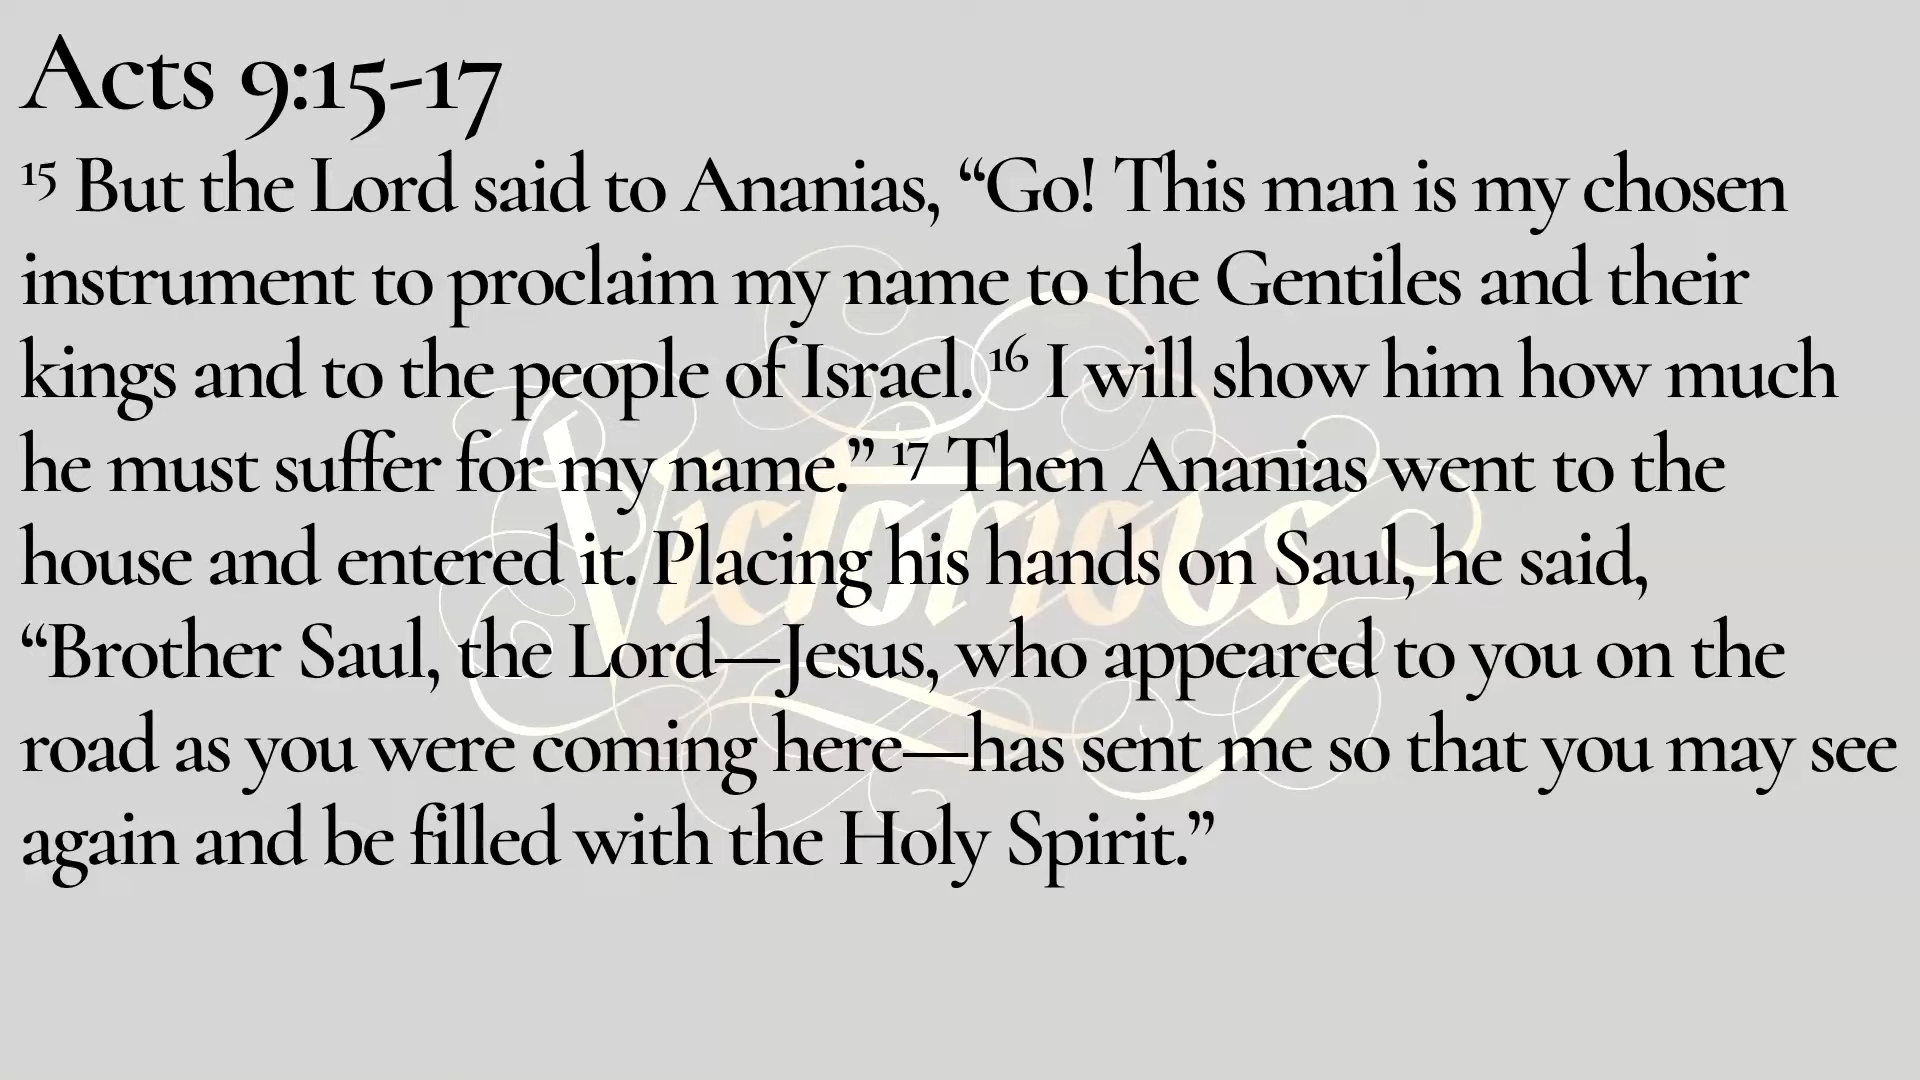 Acts 9:15-17
15 But the Lord said to Ananias, “Go! This man is my chosen
instrument to proclaim my name to the Gentiles and their
kings and to the people of Israel. 16 I will show him how much
he must suffer for my name.” 17 Then Ananias went to the
house and entered it. Placing his hands on Saul, he said,
“Brother Saul, the Lord—Jesus, who appeared to you on the
road as you were coming here—has sent me so that you may see
again and be filled with the Holy Spirit.”
Victorious